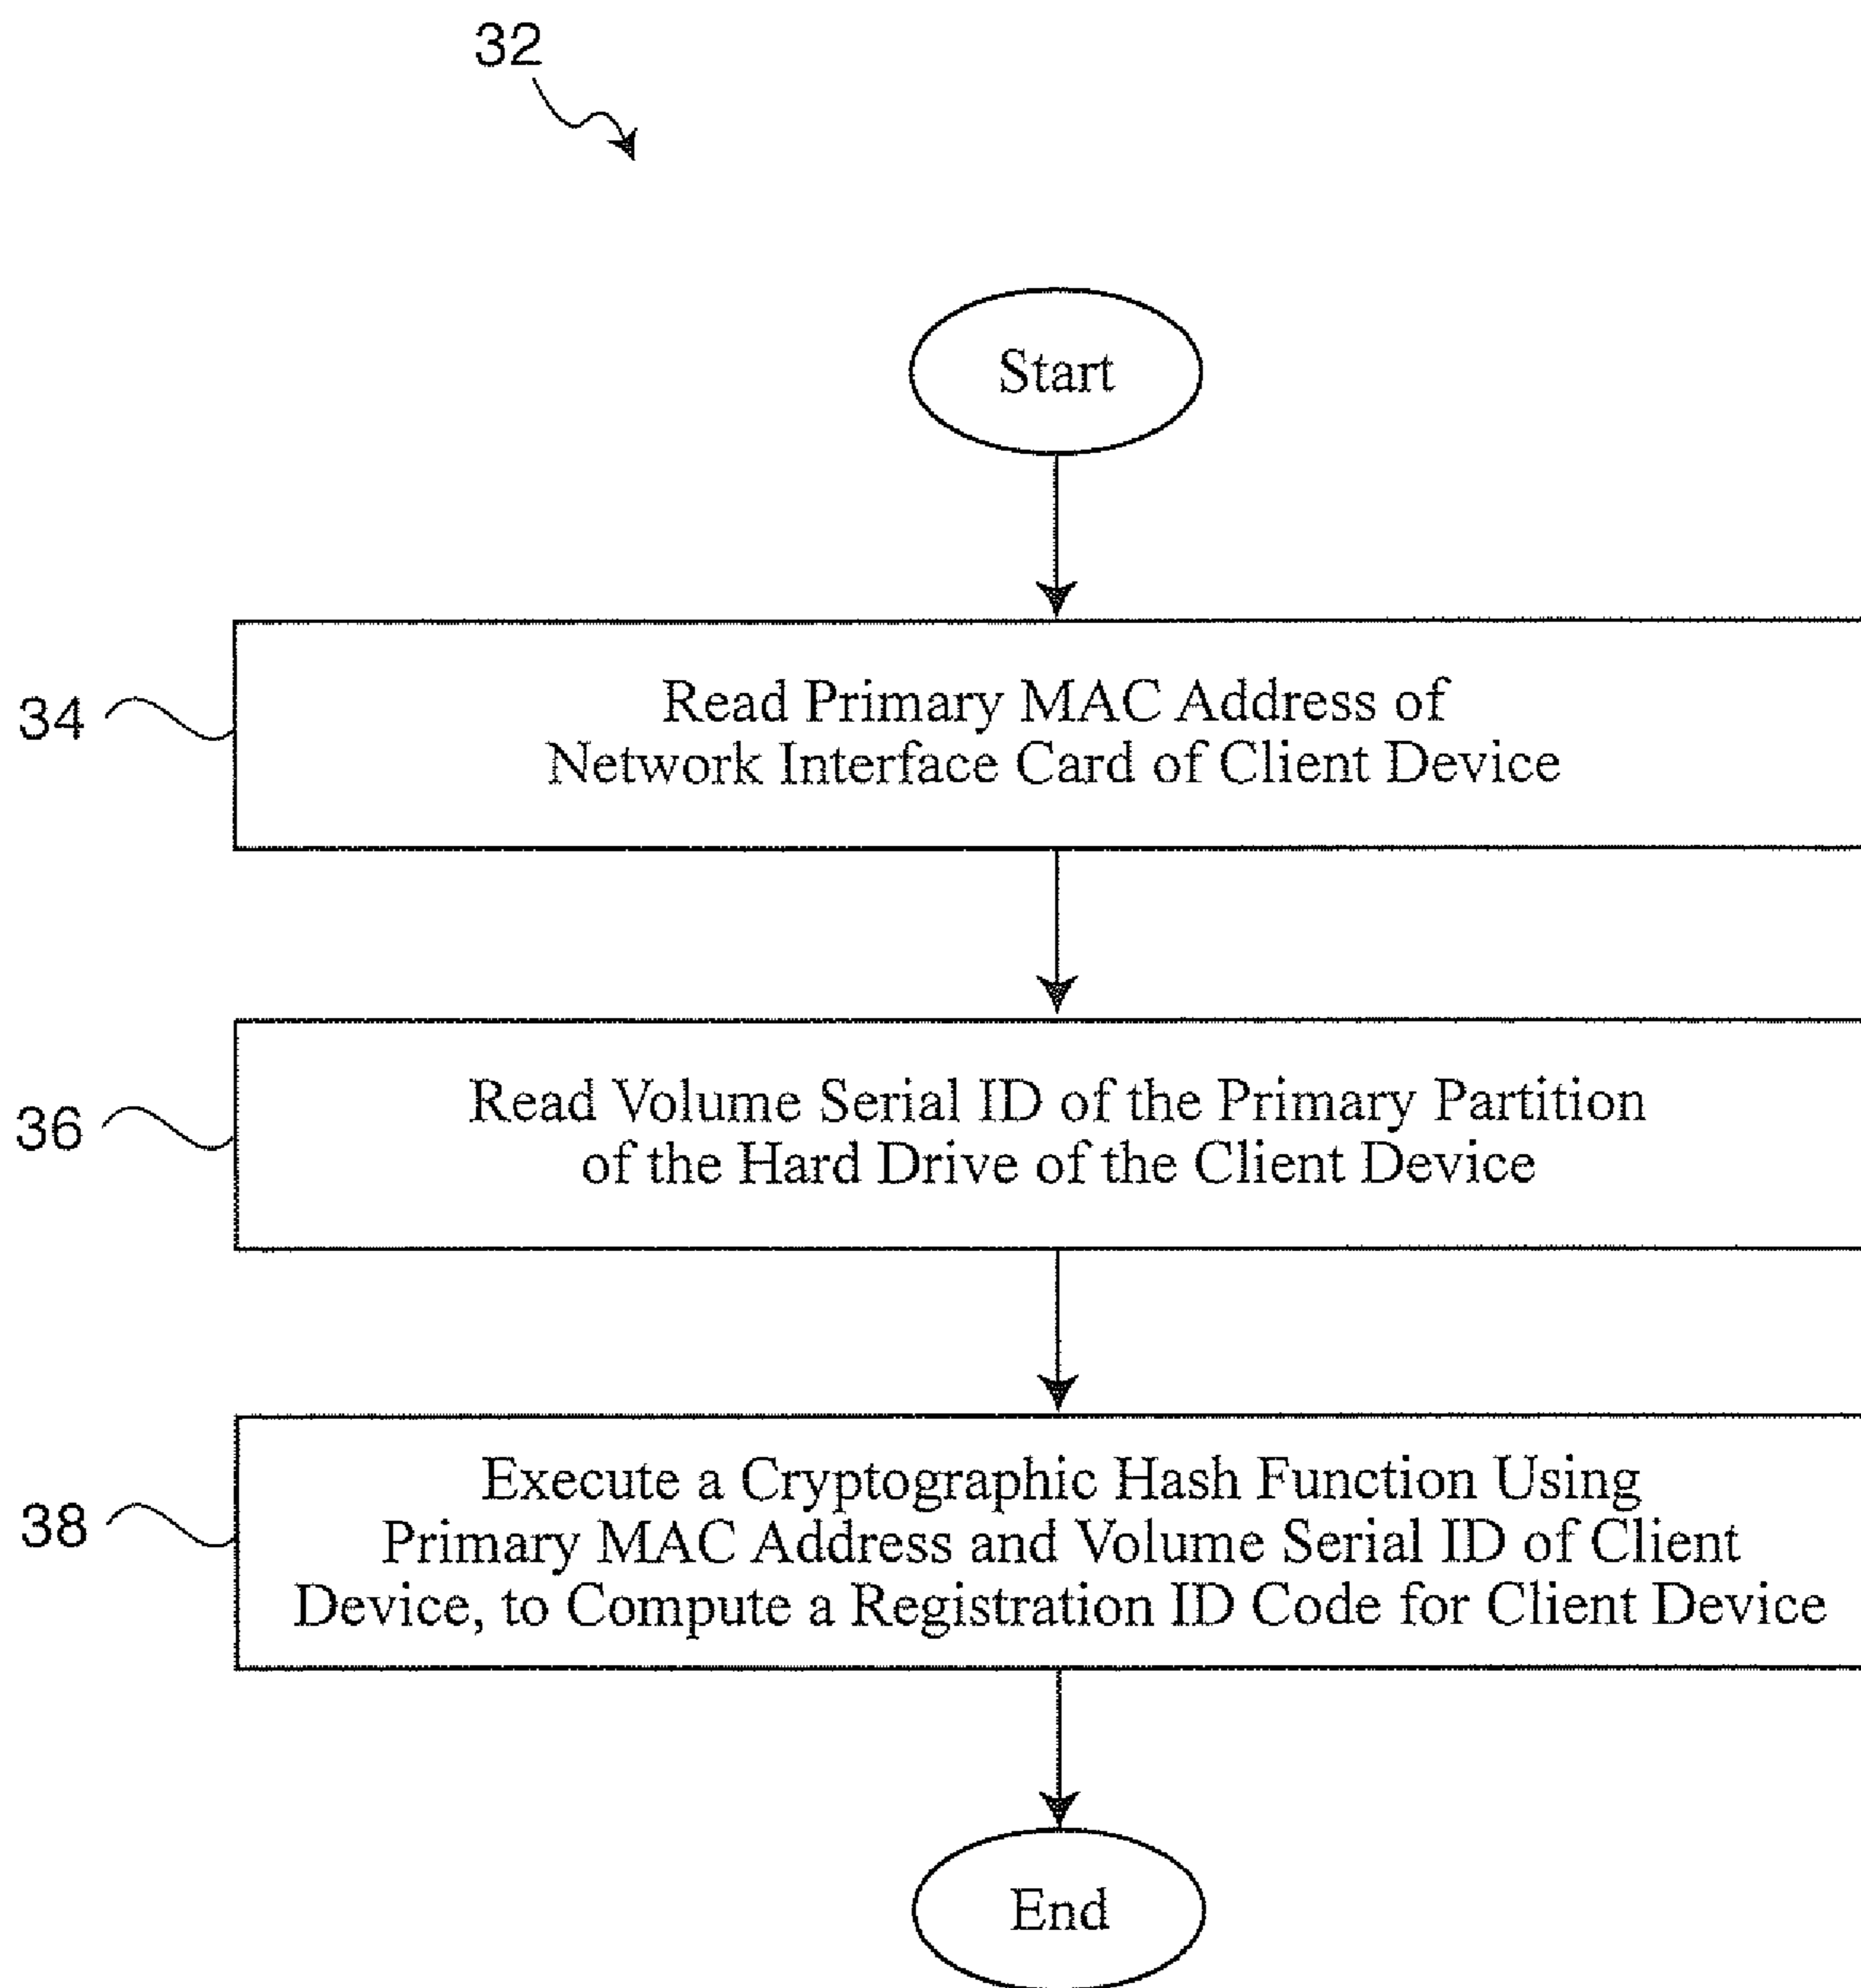 32
Start
34
Read Primary MAC Address of
Network Interface Card of Client Device
36
Read Volume Serial ID of the Primary Partition
of the Hard Drive of the Client Device
38
Execute a Cryptographic Hash Function Using
Primary MAC Address and Volume Serial ID of Client
Device, to Compute a Registration ID Code for Client Device
End